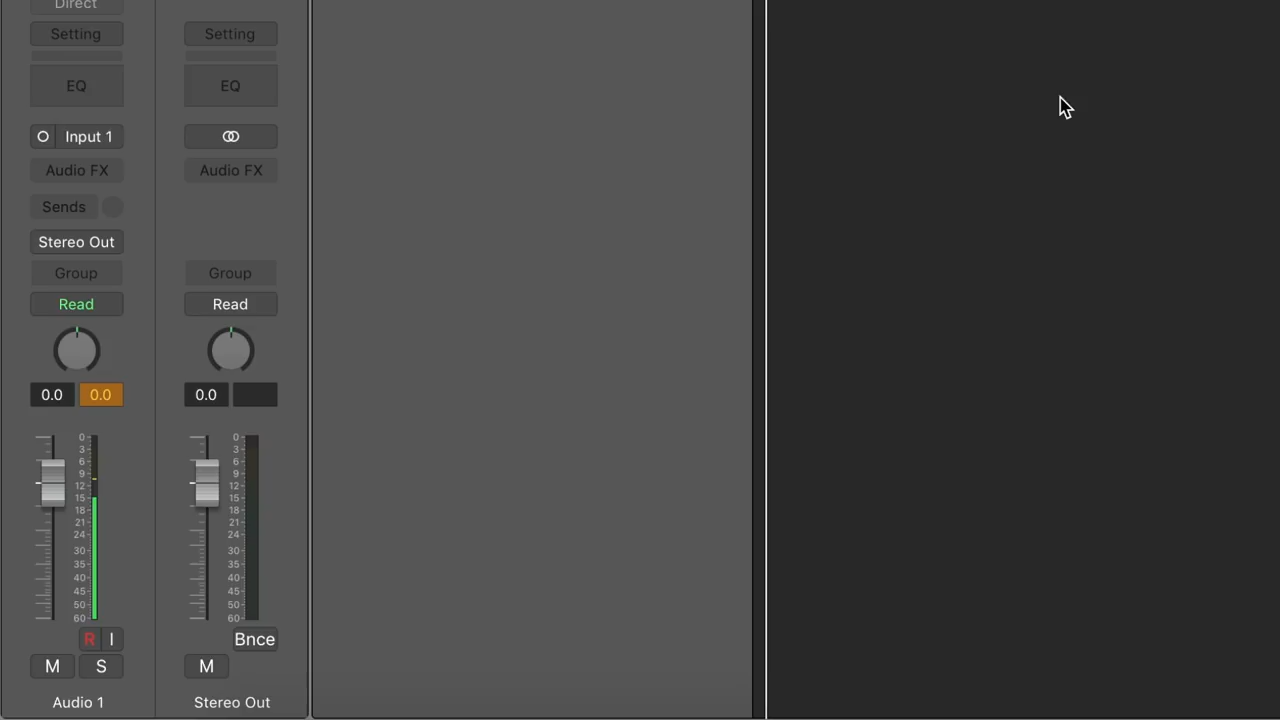 Direct
Setting Setting
EQ EQ
Input 1
Audio FX Audio FX
Sends
Stereo Out
Group Group
Read Read
0.0 0.0 0.0
0 0
3 3
6 6
9 9
12 12
15 15
18 18
21 21
24 24
30 30
35 35
40 40
45 45
50 50
60 60
R I Bnce
M S M
Audio 1 Stereo Out